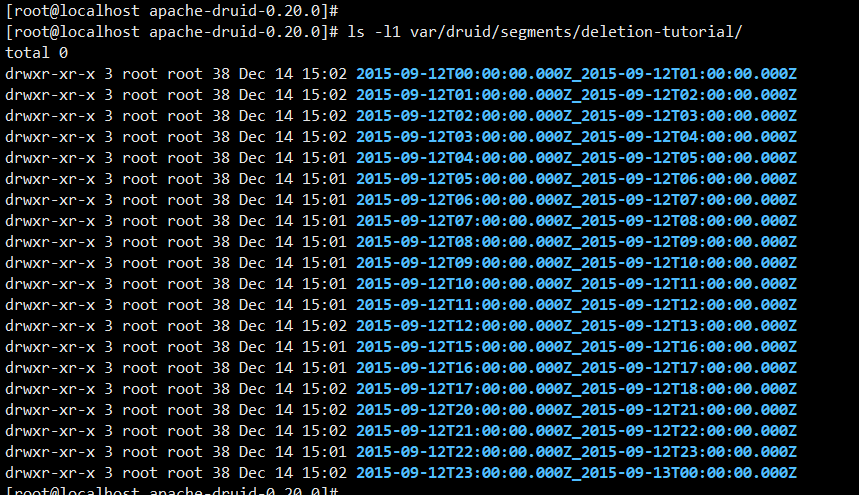 [root@localhost apache-druid-0.20.0]#
[root@localhost apache-druid-0.20.0]# ls -l1 var/druid/segments/deletion-tutorial/
total 0
drwxr-xr-x 3 root root 38 Dec 14 15:02 2015-09-12T00:00:00.000Z_2015-09-12T01:00:00.000Z
drwxr-xr-x 3 root root 38 Dec 14 15:02 2015-09-12T01:00:00.000Z_2015-09-12T02:00:00.000Z
drwxr-xr-x 3 root root 38 Dec 14 15:02 2015-09-12T02:00:00.000Z_2015-09-12T03:00:00.000Z
drwxr-xr-x 3 root root 38 Dec 14 15:02 2015-09-12T03:00:00.000Z_2015-09-12T04:00:00.000Z
drwxr-xr-x 3 root root 38 Dec 14 15:01 2015-09-12T04:00:00.000Z_2015-09-12T05:00:00.000Z
drwxr-xr-x 3 root root 38 Dec 14 15:01 2015-09-12T05:00:00.000Z_2015-09-12T06:00:00.000Z
drwxr-xr-x 3 root root 38 Dec 14 15:01 2015-09-12T06:00:00.000Z_2015-09-12T07:00:00.000Z
drwxr-xr-x 3 root root 38 Dec 14 15:01 2015-09-12T07:00:00.000Z_2015-09-12T08:00:00.000Z
drwxr-xr-x 3 root root 38 Dec 14 15:01 2015-09-12T08:00:00.000Z_2015-09-12T09:00:00.000Z
drwxr-xr-x 3 root root 38 Dec 14 15:01 2015-09-12T09:00:00.000Z_2015-09-12T10:00:00.000Z
drwxr-xr-x 3 root root 38 Dec 14 15:01 2015-09-12T10:00:00.000Z_2015-09-12T11:00:00.000Z
drwxr-xr-x 3 root root 38 Dec 14 15:01 2015-09-12T11:00:00.000Z_2015-09-12T12:00:00.000Z
drwxr-xr-x 3 root root 38 Dec 14 15:02 2015-09-12T12:00:00.000Z_2015-09-12T13:00:00.000Z
drwxr-xr-x 3 root root 38 Dec 14 15:01 2015-09-12T15:00:00.000Z_2015-09-12T16:00:00.000Z
drwxr-xr-x 3 root root 38 Dec 14 15:01 2015-09-12T16:00:00.000Z_2015-09-12T17:00:00.000Z
drwxr-xr-x 3 root root 38 Dec 14 15:02 2015-09-12T17:00:00.000Z_2015-09-12T18:00:00.000Z
drwxr-xr-x 3 root root 38 Dec 14 15:02 2015-09-12T20:00:00.000Z_2015-09-12T21:00:00.000Z
drwxr-xr-x 3 root root 38 Dec 14 15:02 2015-09-12T21:00:00.000Z_2015-09-12T22:00:00.000Z
drwxr-xr-x 3 root root 38 Dec 14 15:01 2015-09-12T22:00:00.000Z_2015-09-12T23:00:00.000Z
drwxr-xr-x 3 root root 38 Dec 14 15:02 2015-09-12T23:00:00.000Z_2015-09-13T00:00:00.000Z
[root@localhost apache-druid-0.20.0]#